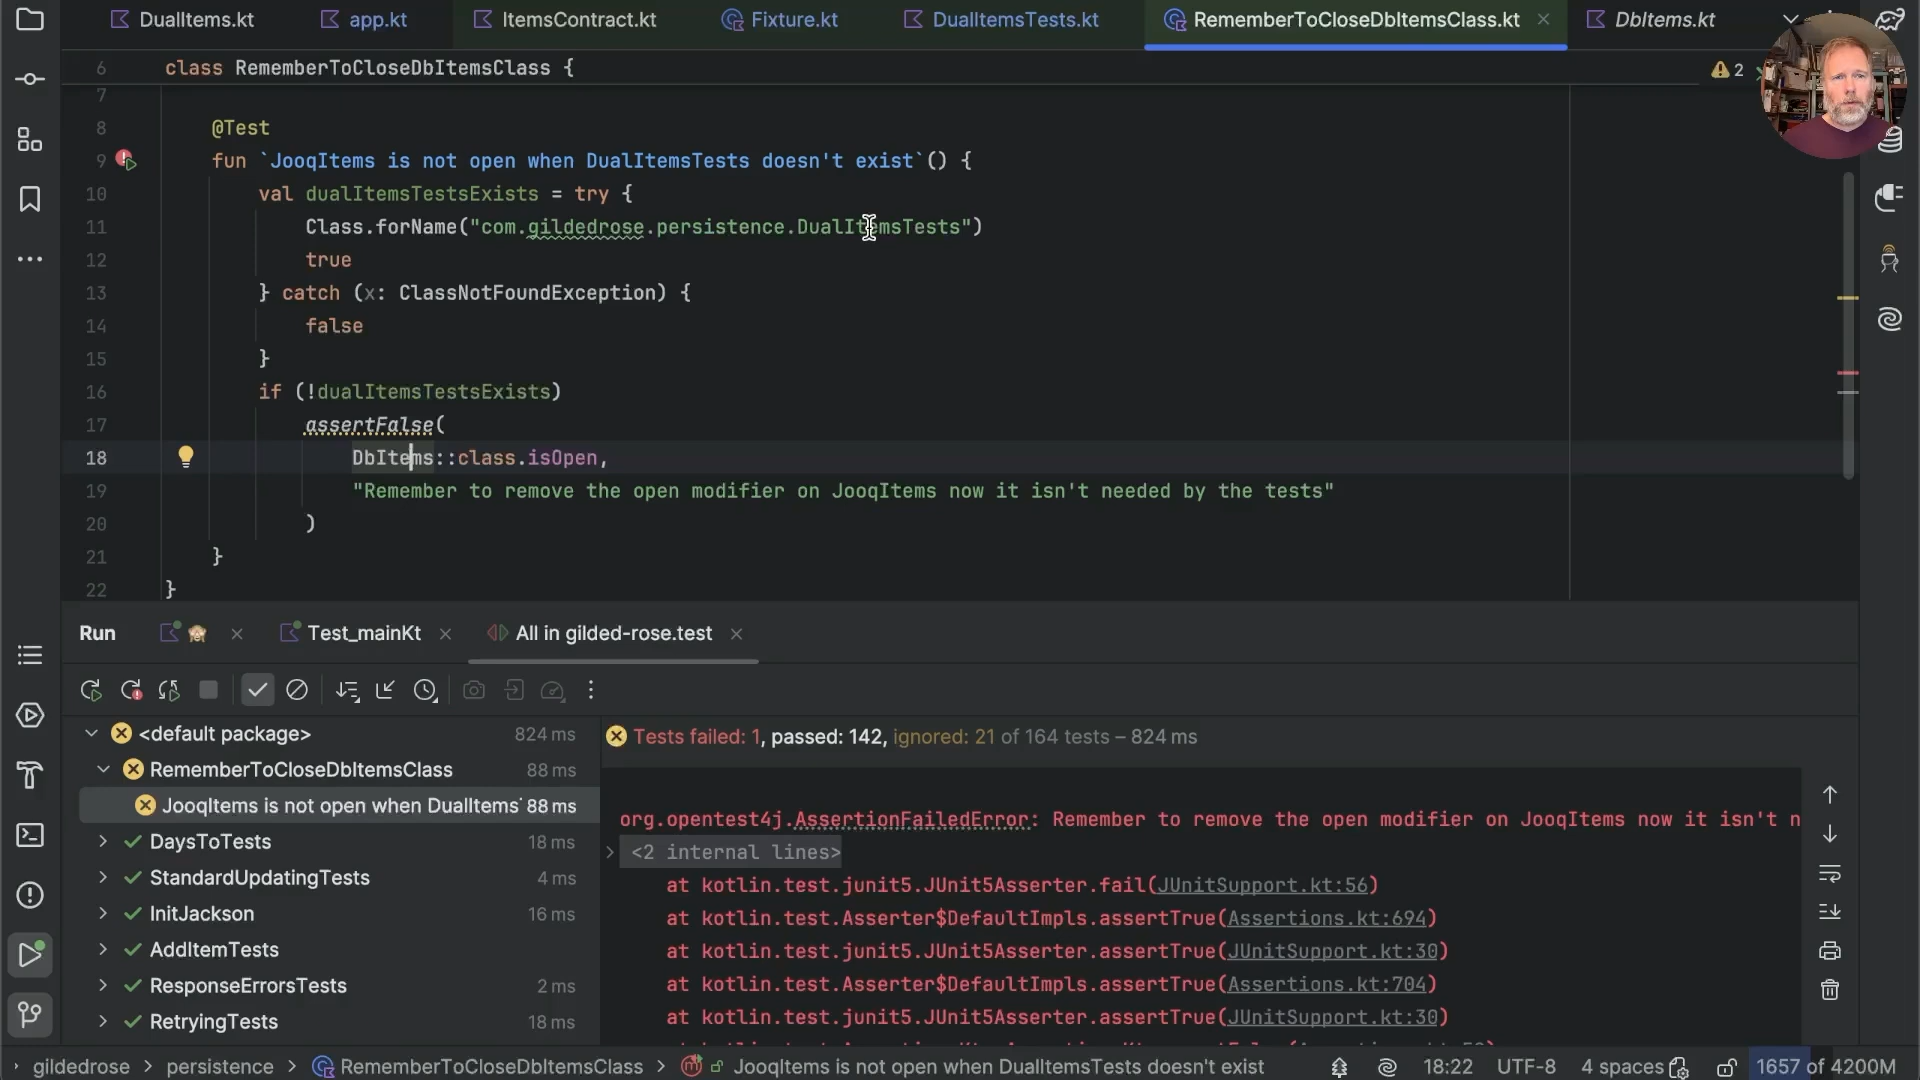 DualItems.kt
app.kt
ItemsContract.kt
Fixture.kt
DualItemsTests.kt
RememberToCloseDbItemsClass.kt
DbItems.kt
6 class RememberToCloseDbItemsClass {
2
7
8 @Test
9 fun `JooqItems is not open when DualItemsTests doesn't exist`() {
10 val dualItemsTestsExists = try {
11 Class.forName("com.gildedrose.persistence.DualItemsTests")
12 true
13 } catch (x: ClassNotFoundException) {
14 false
15 }
16 if (!dualItemsTestsExists)
17 assertFalse(
18 DbItems::class.isOpen,
19 "Remember to remove the open modifier on JooqItems now it isn't needed by the tests"
20 )
21 }
22 }
Run
Test_mainKt
All in gilded-rose.test
<default package> 824 ms
RememberToCloseDbItemsClass 88 ms
JooqItems is not open when DualItems 88 ms
DaysToTests 18 ms
StandardUpdatingTests 4 ms
InitJackson 16 ms
AddItemTests
ResponseErrorsTests 2 ms
RetryingTests 18 ms
Tests failed: 1, passed: 142, ignored: 21 of 164 tests – 824 ms
org.opentest4j.AssertionFailedError: Remember to remove the open modifier on JooqItems now it isn't n
<2 internal lines>
at kotlin.test.junit5.JUnit5Asserter.fail(JUnitSupport.kt:56)
at kotlin.test.Asserter$DefaultImpls.assertTrue(Assertions.kt:694)
at kotlin.test.junit5.JUnit5Asserter.assertTrue(JUnitSupport.kt:30)
at kotlin.test.Asserter$DefaultImpls.assertTrue(Assertions.kt:704)
at kotlin.test.junit5.JUnit5Asserter.assertTrue(JUnitSupport.kt:30)
gildedrose > persistence > RememberToCloseDbItemsClass > JooqItems is not open when DualItemsTests doesn't exist
18:22 UTF-8 4 spaces 1657 of 4200M